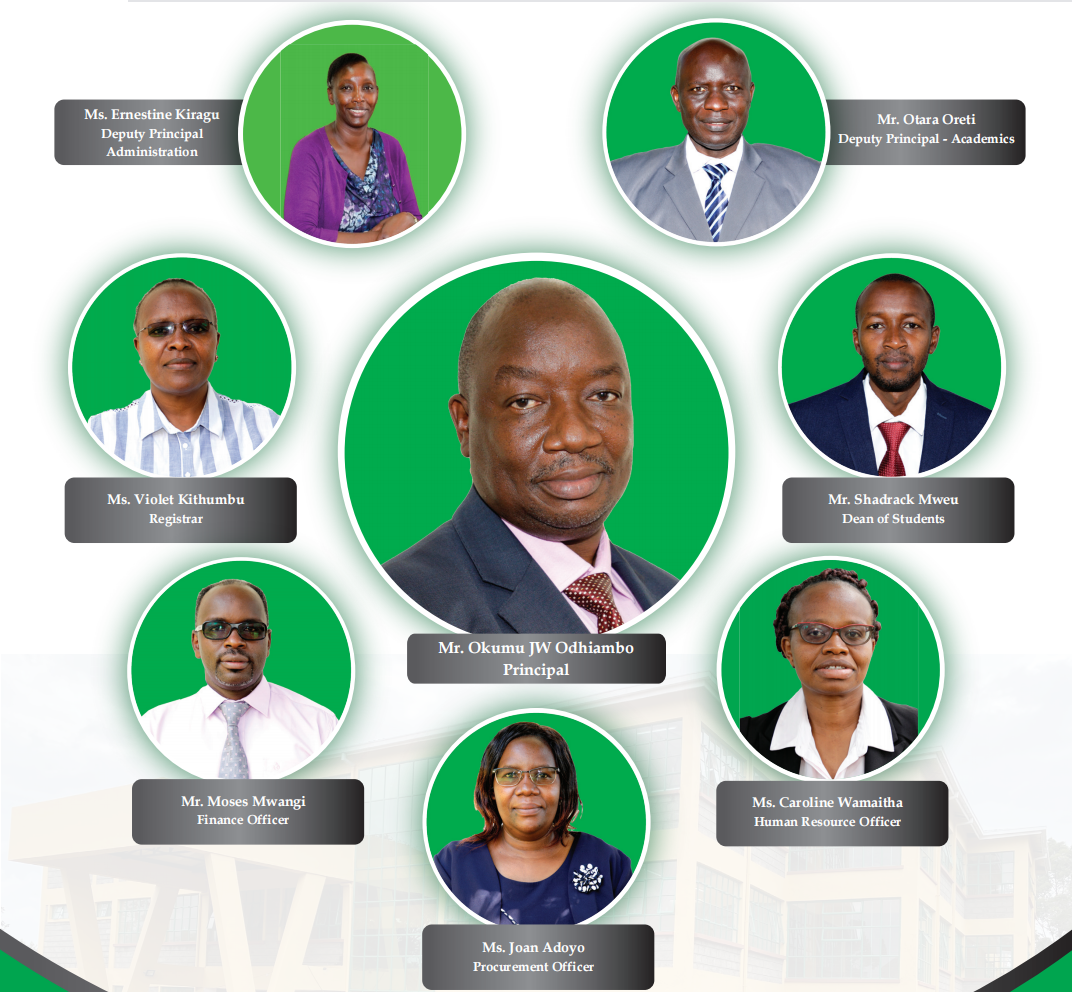 Ms. Ernestine Kiragu
Deputy Principal
Administration
Mr. Otara Oreti
Deputy Principal - Academics
Ms. Violet Kithumbu
Registrar
Mr. Shadrack Mweu
Dean of Students
Mr. Okumu JW Odhiambo
Principal
Mr. Moses Mwangi
Finance Officer
Ms. Caroline Wamaitha
Human Resource Officer
Ms. Joan Adoyo
Procurement Officer